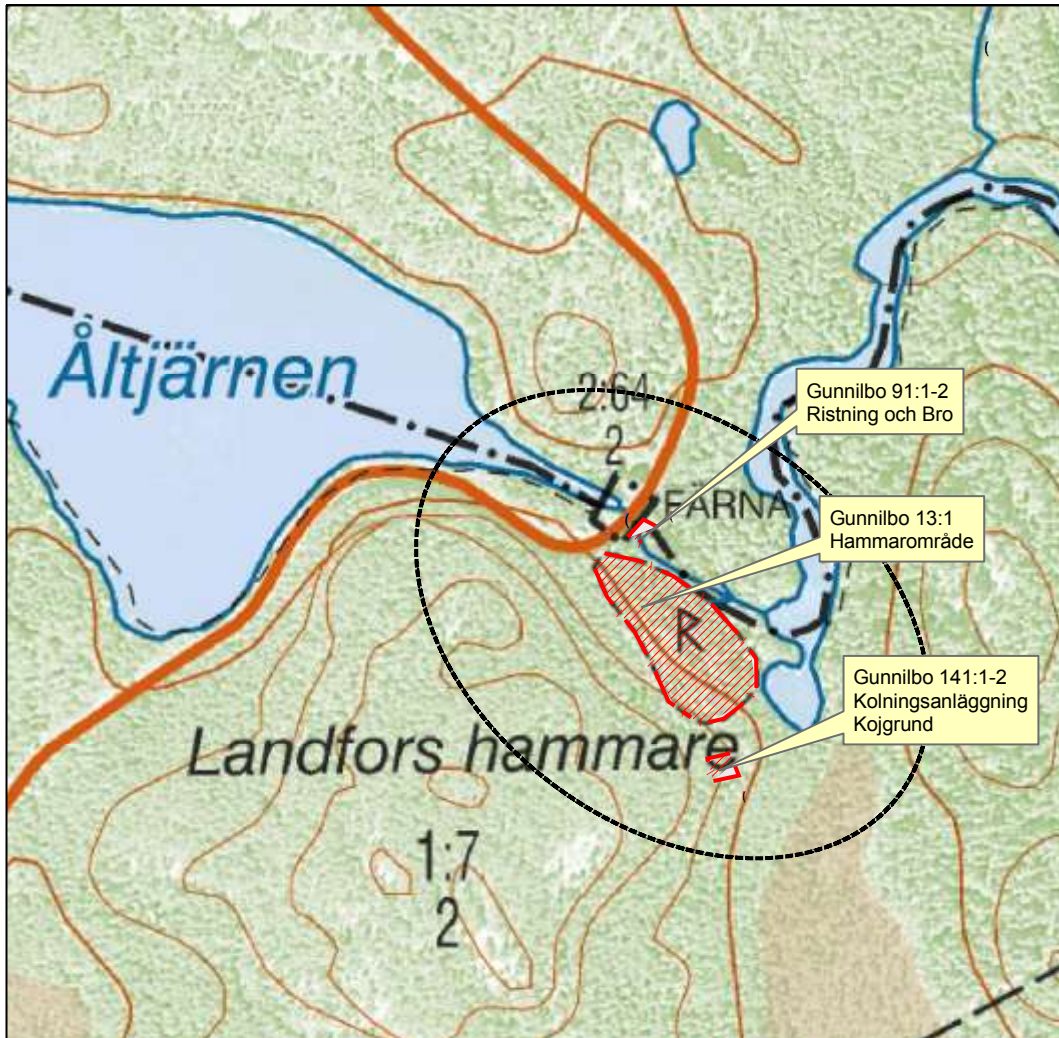 Åltjärnen
2:64
2
FÄRNA
Gunnilbo 91:1-2
Ristning och Bro
Gunnilbo 13:1
Hammarområde
R
Gunnilbo 141:1-2
Kolningsanläggning
Kojgrund
Landfors hammare
1:7
2